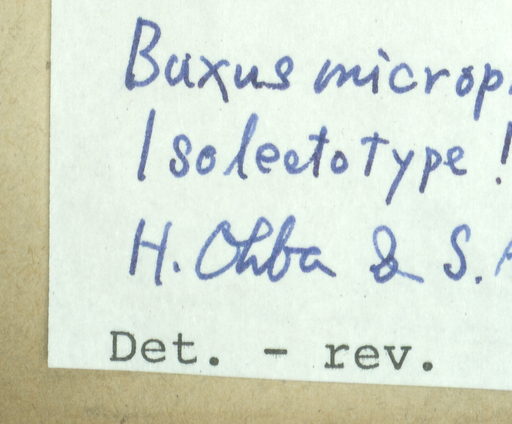 Buxus microp
Isolectotype !
H. Ohba & S.
Det. - rev.